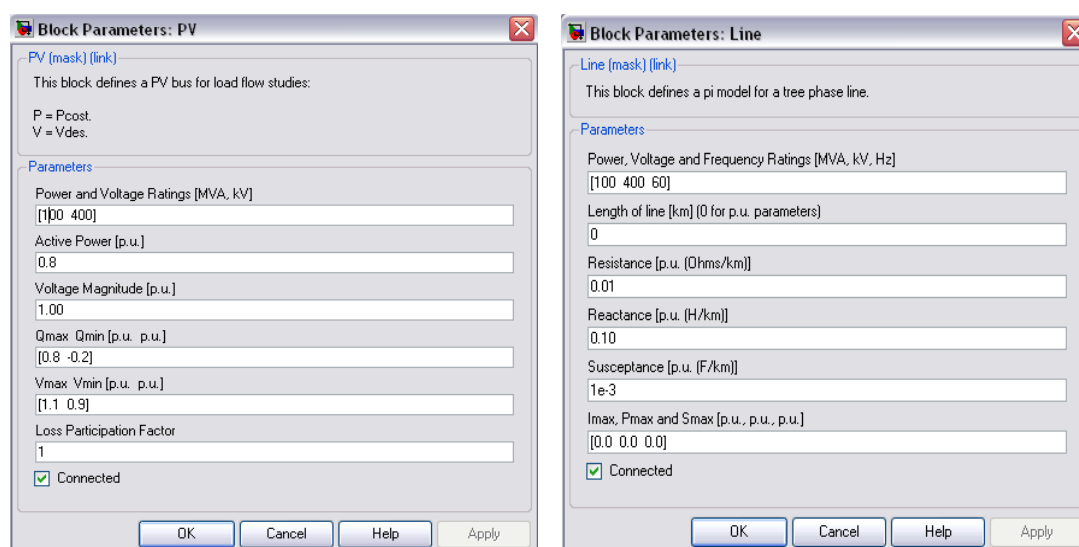 Block Parameters: PV
PV (mask) (link)
This block defines a PV bus for load flow studies:
P = Pcost.
V = Vdes.
Parameters
Power and Voltage Ratings [MVA, kV]
[100 400]
Active Power [p.u.]
0.8
Voltage Magnitude [p.u.]
1.00
Qmax Qmin [p.u. p.u.]
[0.8 -0.2]
Vmax Vmin [p.u. p.u.]
[1.1 0.9]
Loss Participation Factor
1
Connected
OK Cancel Help Apply
Block Parameters: Line
Line (mask) (link)
This block defines a pi model for a tree phase line.
Parameters
Power, Voltage and Frequency Ratings [MVA, kV, Hz]
[100 400 60]
Length of line [km] (0 for p.u. parameters)
0
Resistance [p.u. (Ohms/km)]
0.01
Reactance [p.u. (H/km)]
0.10
Susceptance [p.u. (F/km)]
1e-3
Imax, Pmax and Smax [p.u., p.u., p.u.]
[0.0 0.0 0.0]
Connected
OK Cancel Help Apply